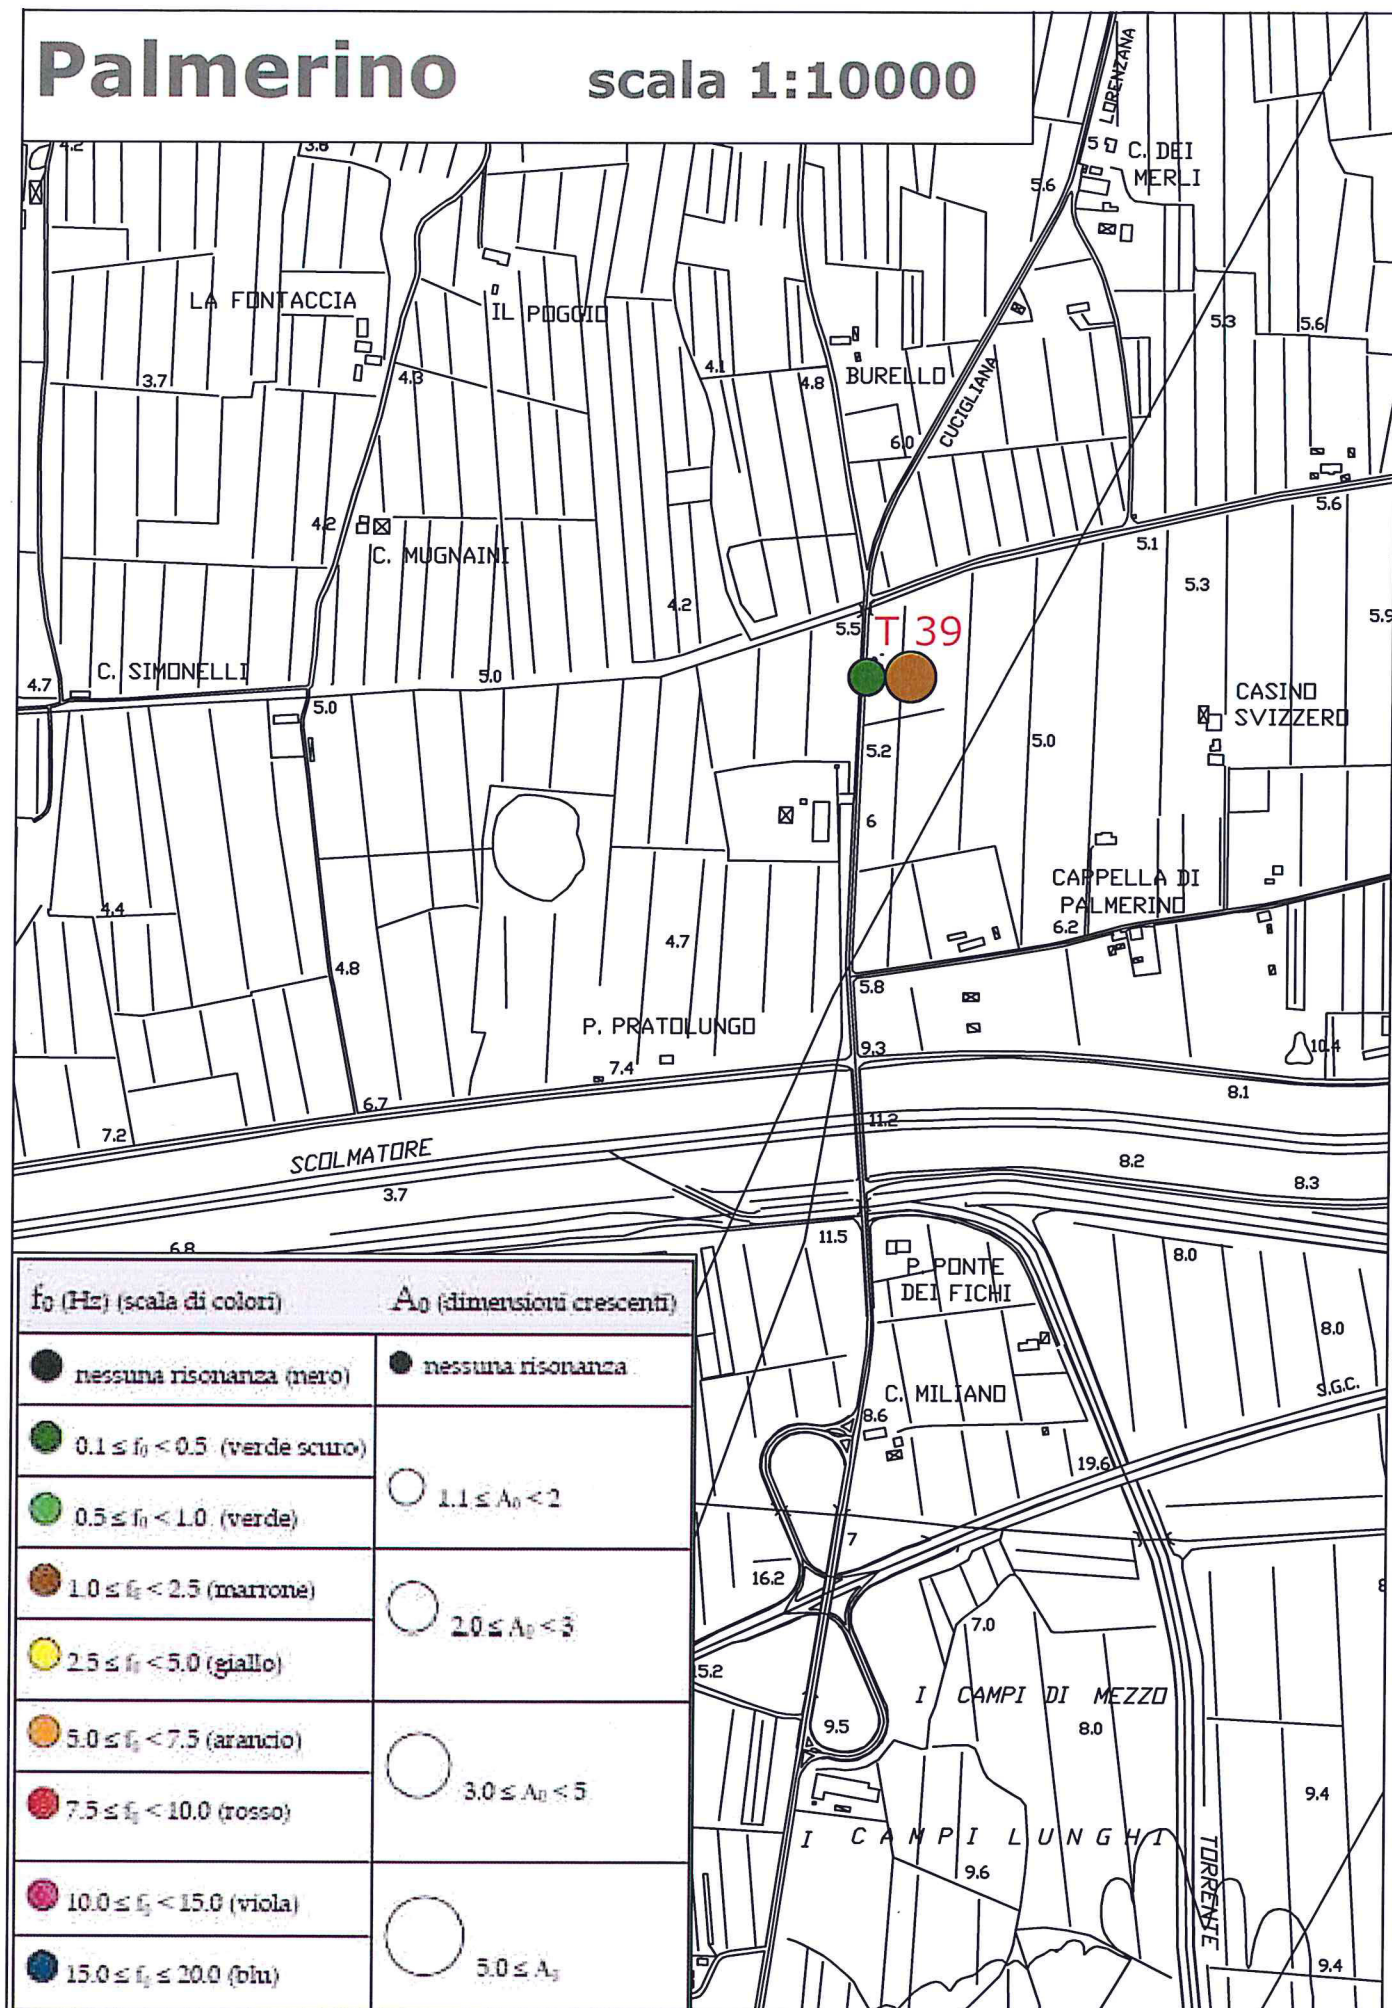 Palmerino scala 1:10000
LORENZANA
4.2
3.8
5
C. DEI
MERLI
5.6
LA FONTACCIA
IL POGGIO
5.3
5.6
3.7
4.3
4.1
4.8
BURELLO
CUCIGLIANA
6.0
5.6
4.2
C. MUGNAINI
5.1
5.3
4.2
5.5
T 39
5.9
C. SIMONELLI
4.7
5.0
5.0
CASINO
SVIZZERO
5.2
5.0
6
CAPPELLA DI
PALMERINO
4.4
6.2
4.7
4.8
5.8
P. PRATOLUNGO
9.3
10.4
7.4
6.7
8.1
7.2
11.2
SCOLMATORE
8.2
3.7
8.3
11.5
6.8
8.0
P. PONTE
DEI FICHI
8.0
S.G.C.
C. MILIANO
8.6
19.6
7
16.2
8
7.0
15.2
I CAMPI DI MEZZO
9.5
8.0
9.4
I CAMPI LUNGHI
9.6
TORRENTE
9.4
f0 (Hz) (scala di colori) A0 (dimensioni crescenti)
nessuna risonanza (nero) nessuna risonanza
0.1 ≤ f0 < 0.5 (verde scuro)
1.1 ≤ A0 < 2
0.5 ≤ f0 < 1.0 (verde)
1.0 ≤ f0 < 2.5 (marrone)
2.0 ≤ A0 < 3
2.5 ≤ f0 < 5.0 (giallo)
5.0 ≤ f0 < 7.5 (arancio)
3.0 ≤ A0 < 5
7.5 ≤ f0 < 10.0 (rosso)
10.0 ≤ f0 < 15.0 (viola)
5.0 ≤ A0
15.0 ≤ f0 ≤ 20.0 (blu)